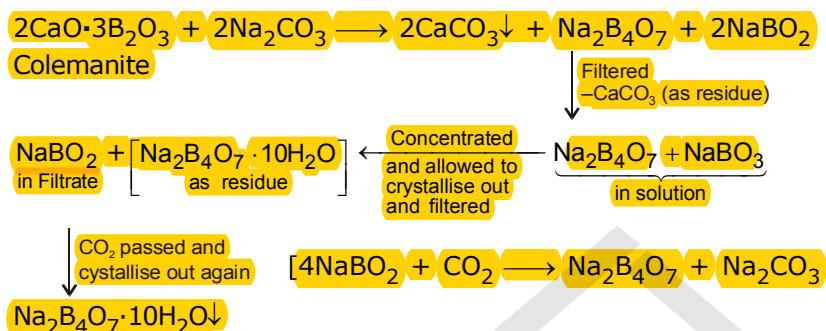 2CaO·3B₂O₃ + 2Na₂CO₃ ⟶ 2CaCO₃↓ + Na₂B₄O₇ + 2NaBO₂
Colemanite
Filtered
–CaCO₃ (as residue)
Na₂B₄O₇ + NaBO₃
in solution
Concentrated
and allowed to
crystallise out
and filtered
NaBO₂ + [Na₂B₄O₇ ·10H₂O]
in Filtrate as residue
CO₂ passed and
cystallise out again
[4NaBO₂ + CO₂ ⟶ Na₂B₄O₇ + Na₂CO₃
Na₂B₄O₇·10H₂O↓